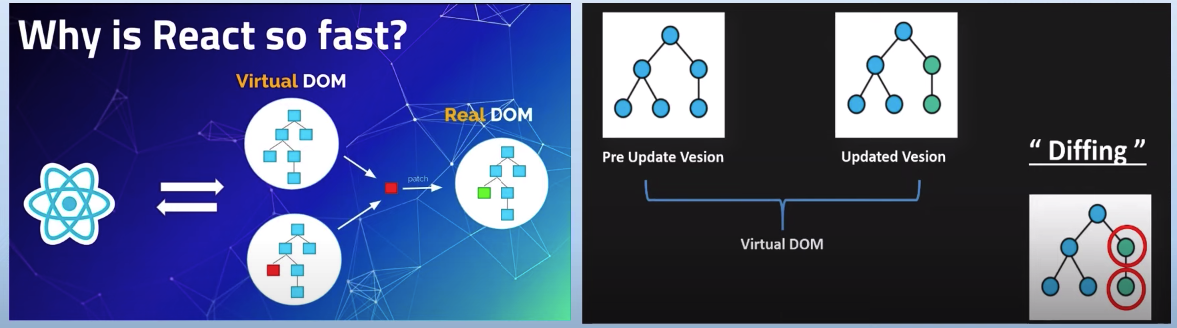 Why is React so fast?
Virtual DOM
Real DOM
patch
Pre Update Vesion
Updated Vesion
“ Diffing ”
Virtual DOM